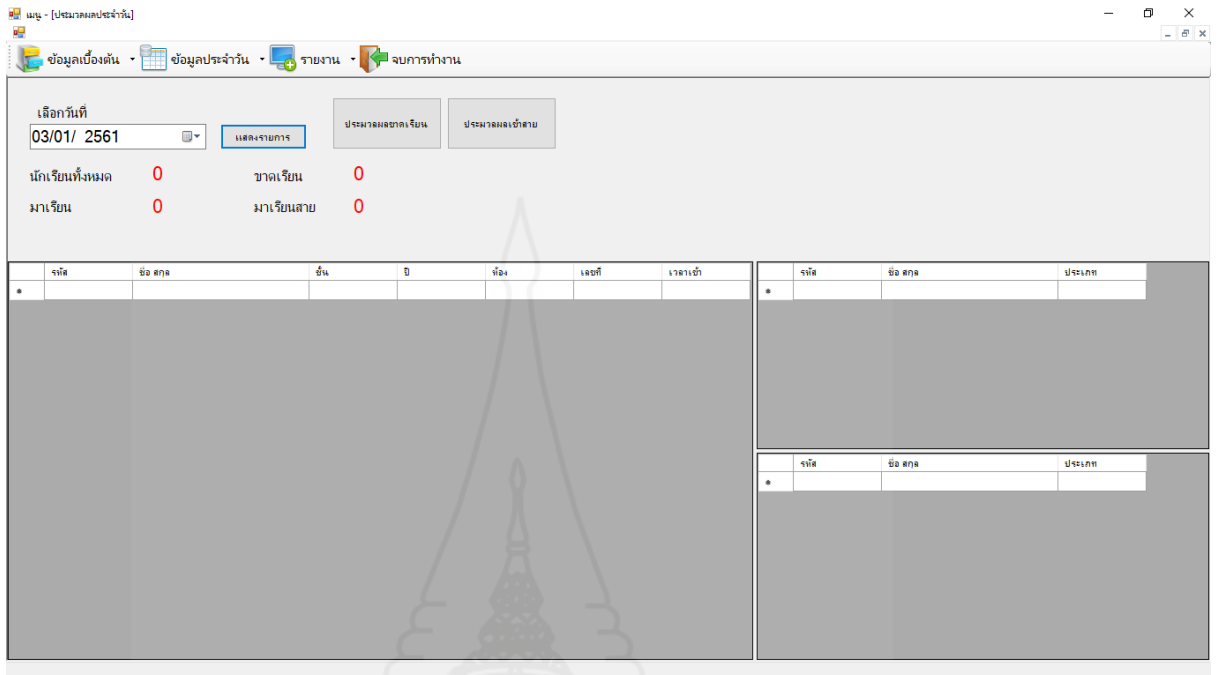 เมนู - [ประมวลผลประจำวัน]
ข้อมูลเบื้องต้น ข้อมูลประจำวัน รายงาน จบการทำงาน
เลือกวันที่
03/01/ 2561 แสดงรายการ ประมวลผลขาดเรียน ประมวลผลเข้าสาย
นักเรียนทั้งหมด 0 ขาดเรียน 0
มาเรียน 0 มาเรียนสาย 0
รหัส ชื่อ สกุล ชั้น ปี ห้อง เลขที่ เวลาเข้า
รหัส ชื่อ สกุล ประเภท
รหัส ชื่อ สกุล ประเภท